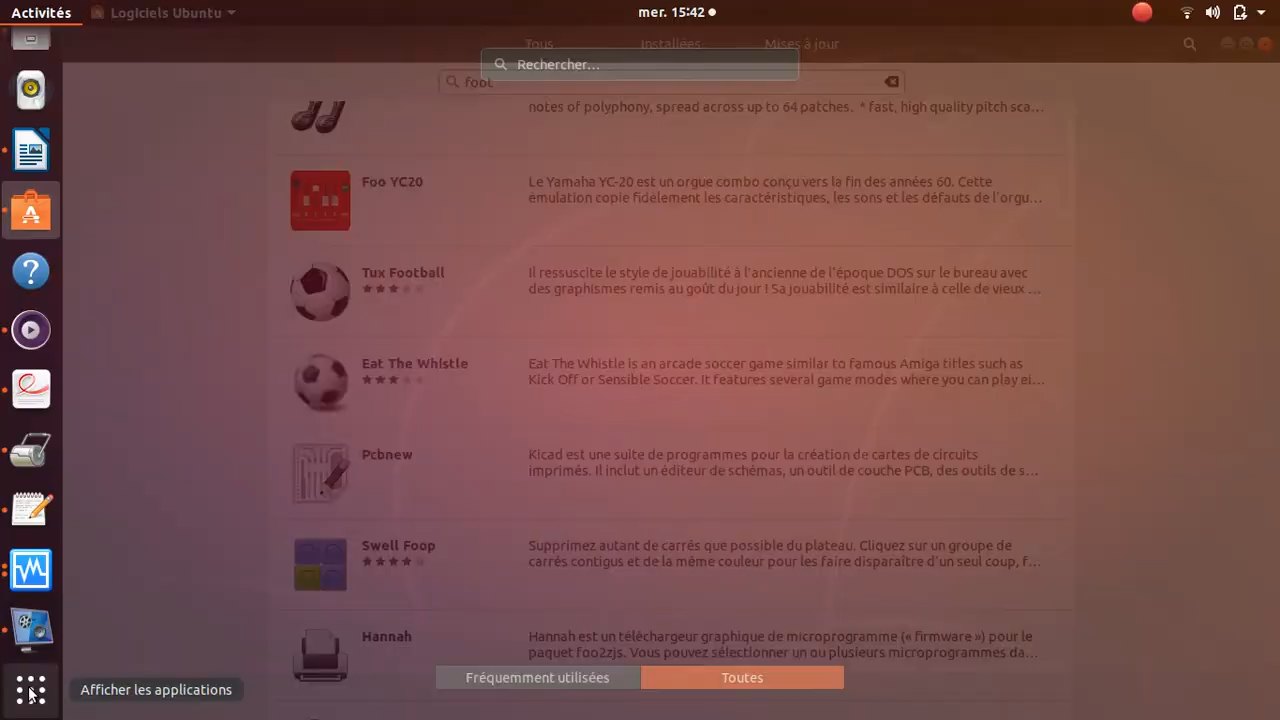 Activités
Logiciels Ubuntu
mer. 15:42
Tous
Installées
Mises à jour
Rechercher…
foot
notes of polyphony, spread across up to 64 patches. * fast, high quality pitch sca…
Foo YC20
Le Yamaha YC-20 est un orgue combo conçu vers la fin des années 60. Cette
émulation copie fidèlement les caractéristiques, les sons et les défauts de l'orgu…
Tux Football
Il ressuscite le style de jouabilité à l'ancienne de l'époque DOS sur le bureau avec
des graphismes remis au goût du jour ! Sa jouabilité est similaire à celle de vieux …
Eat The Whistle
Eat The Whistle is an arcade soccer game similar to famous Amiga titles such as
Kick Off or Sensible Soccer. It features several game modes where you can play ei…
Pcbnew
Kicad est une suite de programmes pour la création de cartes de circuits
imprimés. Il inclut un éditeur de schémas, un outil de couche PCB, des outils de s…
Swell Foop
Supprimez autant de carrés que possible du plateau. Cliquez sur un groupe de
carrés contigus et de la même couleur pour les faire disparaître d'un seul coup, f…
Hannah
Hannah est un téléchargeur graphique de microprogramme (« firmware ») pour le
paquet foo2zjs. Vous pouvez sélectionner un ou plusieurs microprogrammes da…
Fréquemment utilisées
Toutes
Afficher les applications